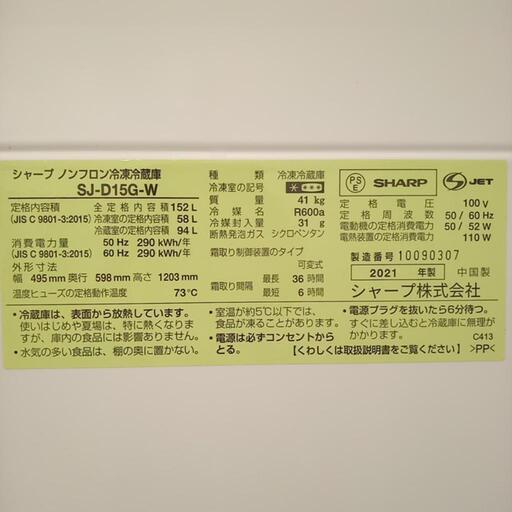 シャープ ノンフロン冷凍冷蔵庫
SJ-D15G-W
定格内容積 全定格内容積 152 L
(JIS C 9801-3:2015) 冷凍室の定格内容積 58 L
冷蔵室の定格内容積 94 L
消費電力量 50 Hz 290 kWh/年
(JIS C 9801-3:2015) 60 Hz 290 kWh/年
外形寸法
幅 495 mm 奥行 598 mm 高さ 1203 mm
温度ヒューズの定格動作温度 73℃
種類 冷凍冷蔵庫
冷凍室の記号
質量 41 kg
冷媒名 R600a
冷媒封入量 31 g
断熱発泡ガス シクロペンタン
可変式
霜取り制御装置のタイプ
霜取り間隔 最長 36 時間
最短 6 時間
PS
E
SHARP
JET
定格電圧 100 V
定格周波数 50 / 60 Hz
電動機の定格消費電力 50 / 52 W
電熱装置の定格消費電力 110 W
製造番号 10090307
2021 年製 中国製
シャープ株式会社
• 冷蔵庫は、表面から放熱しています。
使いはじめや夏場は、特に熱くなりま
すが、庫内の食品には影響ありません。
• 水気の多い食品は、棚の奥に置かない。
• 室温が約5℃以下では、
食品が凍ることがあります。
• 電源は必ずコンセントから
とる。
• 電源プラグを抜いたら6分待つ。
すぐに差し込むと冷蔵庫に無理が
かかります。
【くわしくは取扱説明書をご覧ください】
C413
>PP<